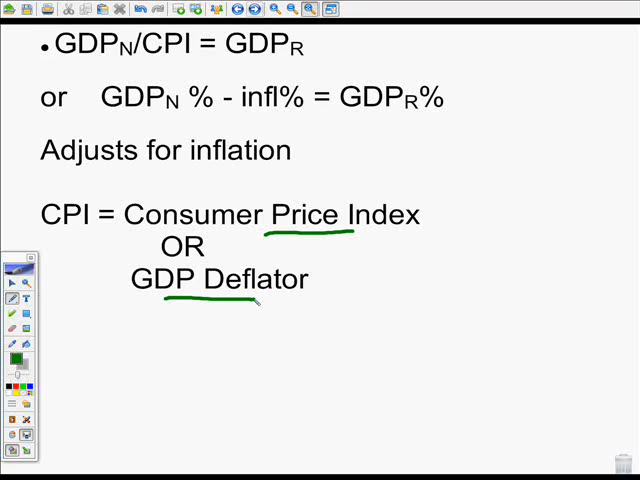 • GDPN/CPI = GDPR
or GDPN % - infl% = GDPR%
Adjusts for inflation
CPI = Consumer Price Index
OR
GDP Deflator